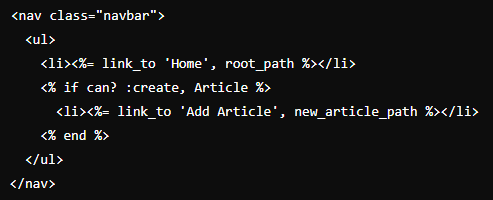 <nav class="navbar">
  <ul>
    <li><%= link_to 'Home', root_path %></li>
    <% if can? :create, Article %>
      <li><%= link_to 'Add Article', new_article_path %></li>
    <% end %>
  </ul>
</nav>